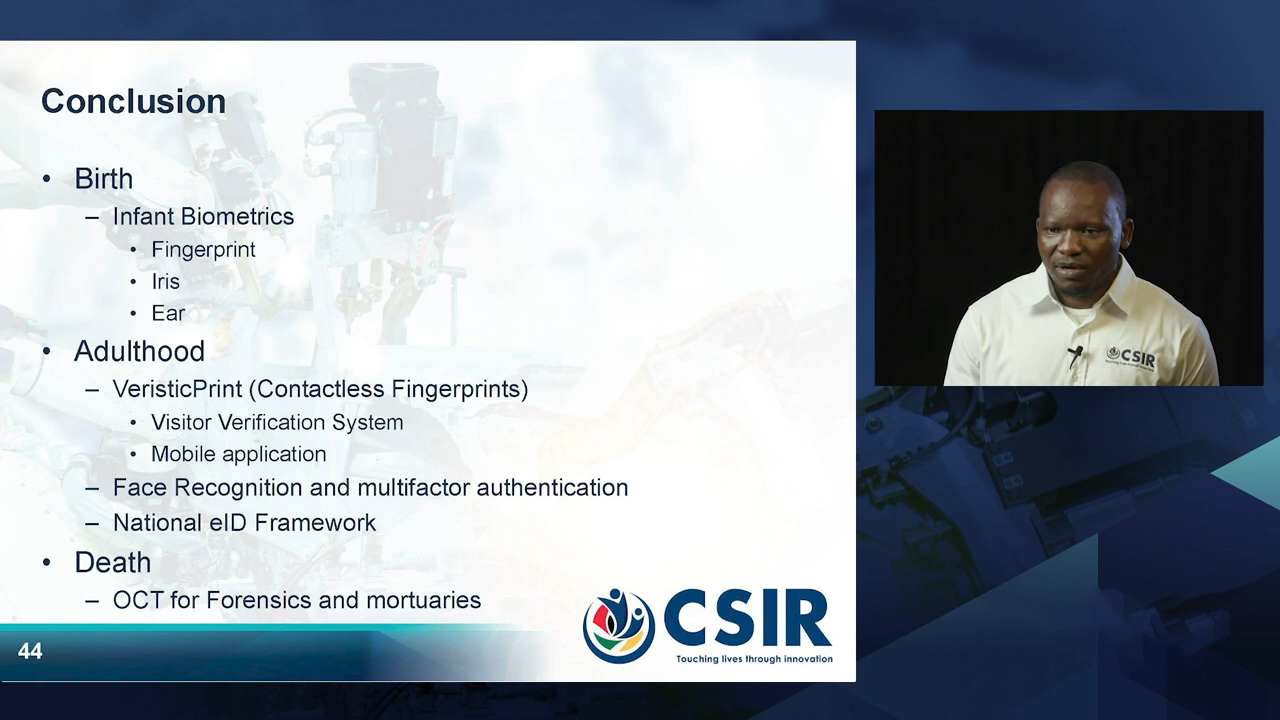 Conclusion
• Birth
– Infant Biometrics
• Fingerprint
• Iris
• Ear
• Adulthood
– VeristicPrint (Contactless Fingerprints)
• Visitor Verification System
• Mobile application
– Face Recognition and multifactor authentication
– National eID Framework
• Death
– OCT for Forensics and mortuaries
44
CSIR
Touching lives through innovation
CSIR